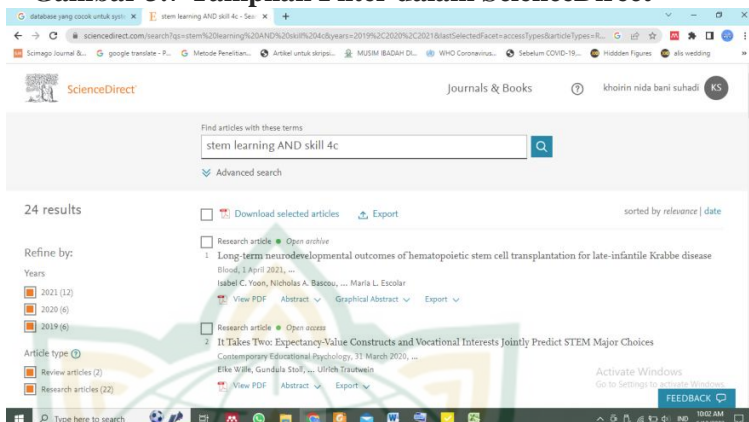 database yang cocok untuk syste
stem learning AND skill 4c - Sea
sciencedirect.com/search?qs=stem%20learning%20AND%20skill%204c&years=2019%2C2020%2C2021&lastSelectedFacet=accessTypes&articleTypes=R...
Scimago Journal &... google translate - P... Metode Penelitian... Artikel untuk skripsi... MUSIM IBADAH DI... WHO Coronavirus... Sebelum COVID-19,... Hiddden Figures alis wedding
ScienceDirect
Journals & Books
khoirin nida bani suhadi
KS
Find articles with these terms
stem learning AND skill 4c
Advanced search
24 results
Download selected articles Export
sorted by relevance | date
Refine by:
Years
2021 (12)
2020 (6)
2019 (6)
Article type
Review articles (2)
Research articles (22)
Research article Open archive
1 Long-term neurodevelopmental outcomes of hematopoietic stem cell transplantation for late-infantile Krabbe disease
Blood, 1 April 2021, ...
Isabel C. Yoon, Nicholas A. Bascou, ... Maria L. Escolar
View PDF Abstract Graphical Abstract Export
Research article Open access
2 It Takes Two: Expectancy-Value Constructs and Vocational Interests Jointly Predict STEM Major Choices
Contemporary Educational Psychology, 31 March 2020, ...
Eike Wille, Gundula Stoll, ... Ulrich Trautwein
View PDF Abstract Export
Activate Windows
Go to Settings to activate Windows.
FEEDBACK
Type here to search
IND
10:02 AM